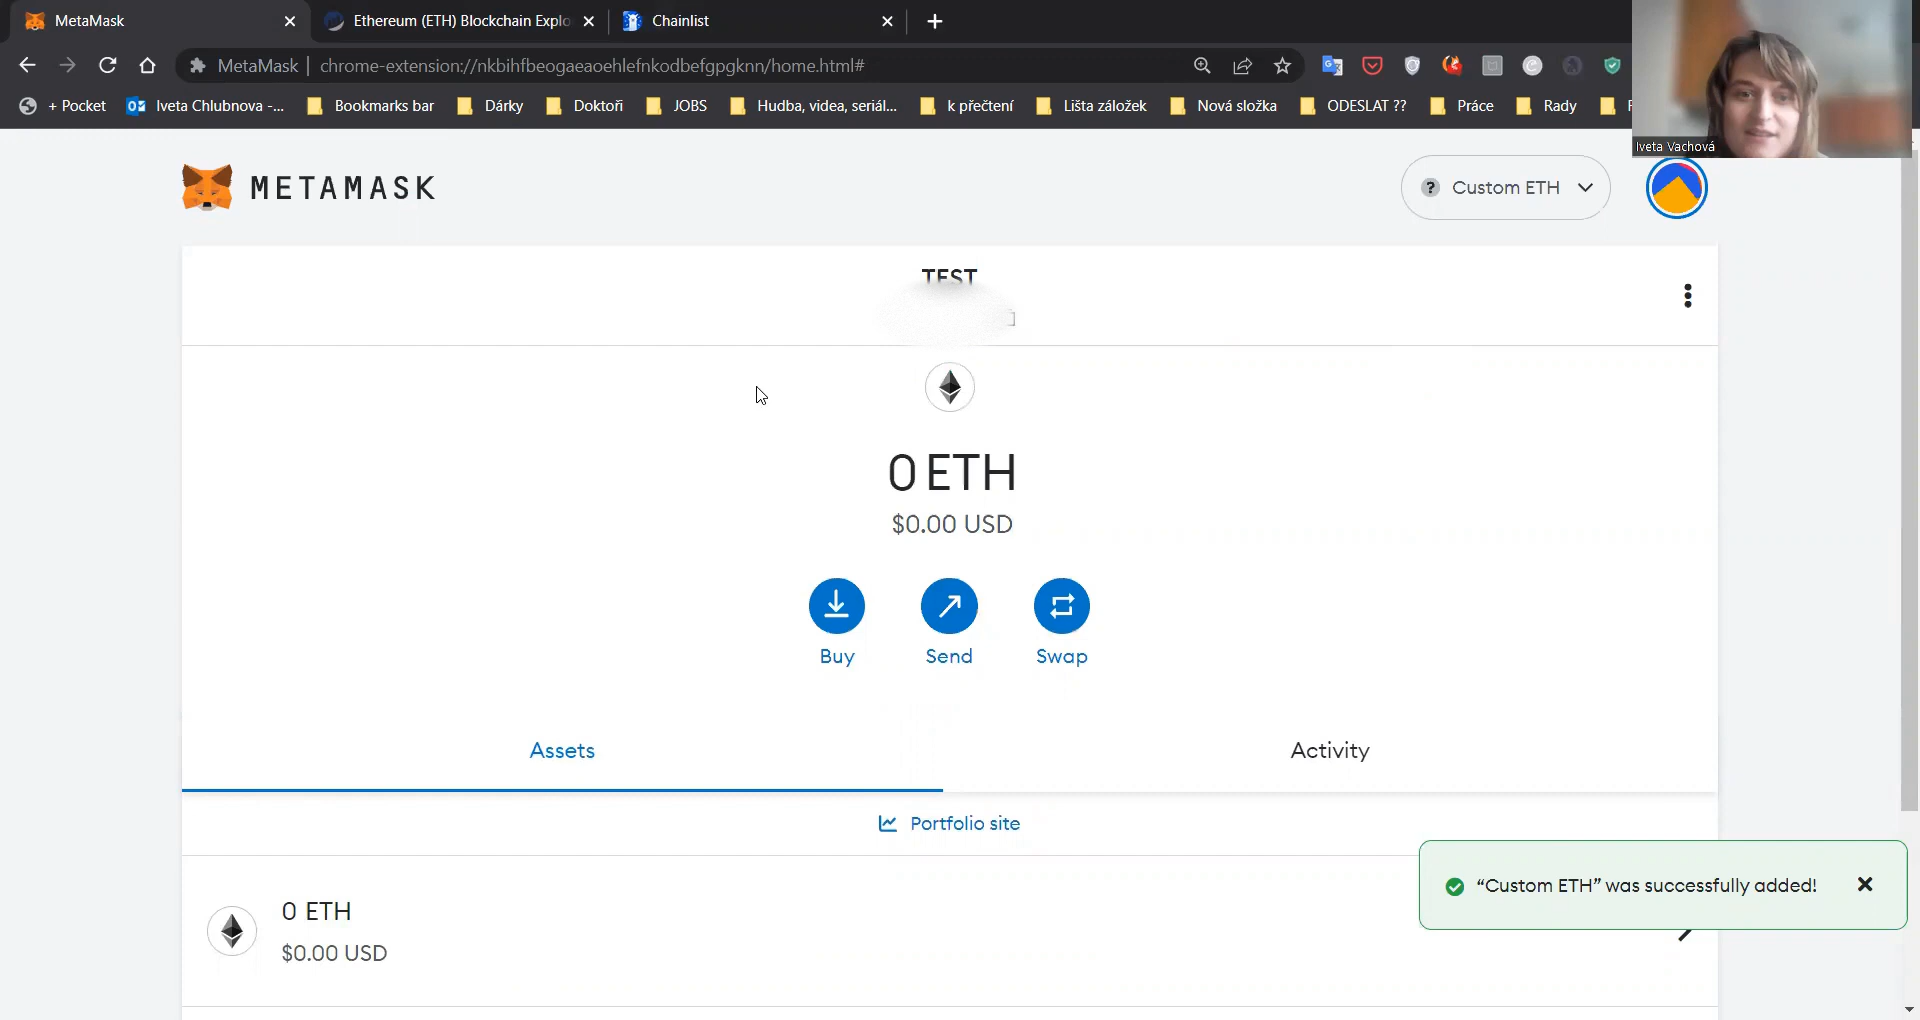 MetaMask
Ethereum (ETH) Blockchain Explo
Chainlist
MetaMask
chrome-extension://nkbihfbeogaeaoehlefnkodbefgpgknn/home.html#
+ Pocket
Iveta Chlubnova -...
Bookmarks bar
Dárky
Doktoři
JOBS
Hudba, videa, seriál...
k přečtení
Lišta záložek
Nová složka
ODESLAT ??
Práce
Rady
Iveta Vachová
METAMASK
? Custom ETH
TEST
0 ETH
$0.00 USD
Buy
Send
Swap
Assets
Activity
Portfolio site
0 ETH
$0.00 USD
“Custom ETH” was successfully added!